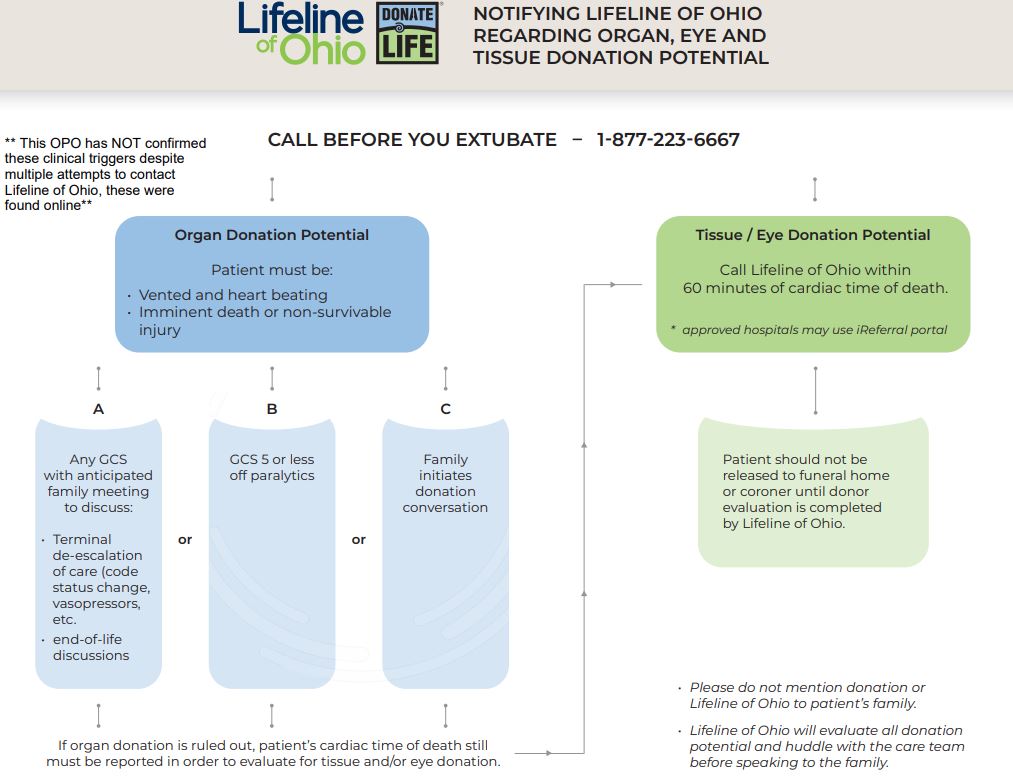 Lifeline
of Ohio
DONATE
LIFE
NOTIFYING LIFELINE OF OHIO
REGARDING ORGAN, EYE AND
TISSUE DONATION POTENTIAL
** This OPO has NOT confirmed
these clinical triggers despite
multiple attempts to contact
Lifeline of Ohio, these were
found online**
CALL BEFORE YOU EXTUBATE – 1-877-223-6667
Organ Donation Potential
Patient must be:
· Vented and heart beating
· Imminent death or non-survivable
injury
A
Any GCS
with anticipated
family meeting
to discuss:
· Terminal
de-escalation
of care (code
status change,
vasopressors,
etc.
· end-of-life
discussions
or
B
GCS 5 or less
off paralytics
or
C
Family
initiates
donation
conversation
If organ donation is ruled out, patient's cardiac time of death still
must be reported in order to evaluate for tissue and/or eye donation.
Tissue / Eye Donation Potential
Call Lifeline of Ohio within
60 minutes of cardiac time of death.
* approved hospitals may use iReferral portal
Patient should not be
released to funeral home
or coroner until donor
evaluation is completed
by Lifeline of Ohio.
· Please do not mention donation or
Lifeline of Ohio to patient's family.
· Lifeline of Ohio will evaluate all donation
potential and huddle with the care team
before speaking to the family.